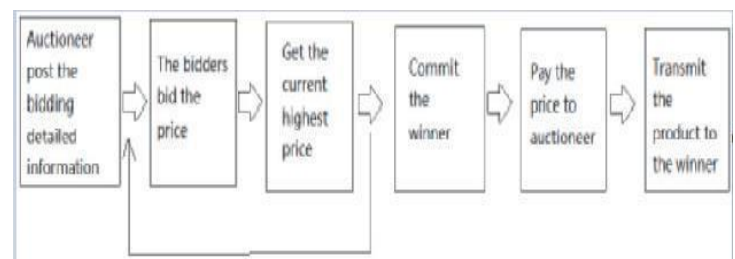 Auctioneer
post the
bidding
detailed
information
The bidders
bid the
price
Get the
current
highest
price
Commit
the
winner
Pay the
price to
auctioneer
Transmit
the
product to
the winner